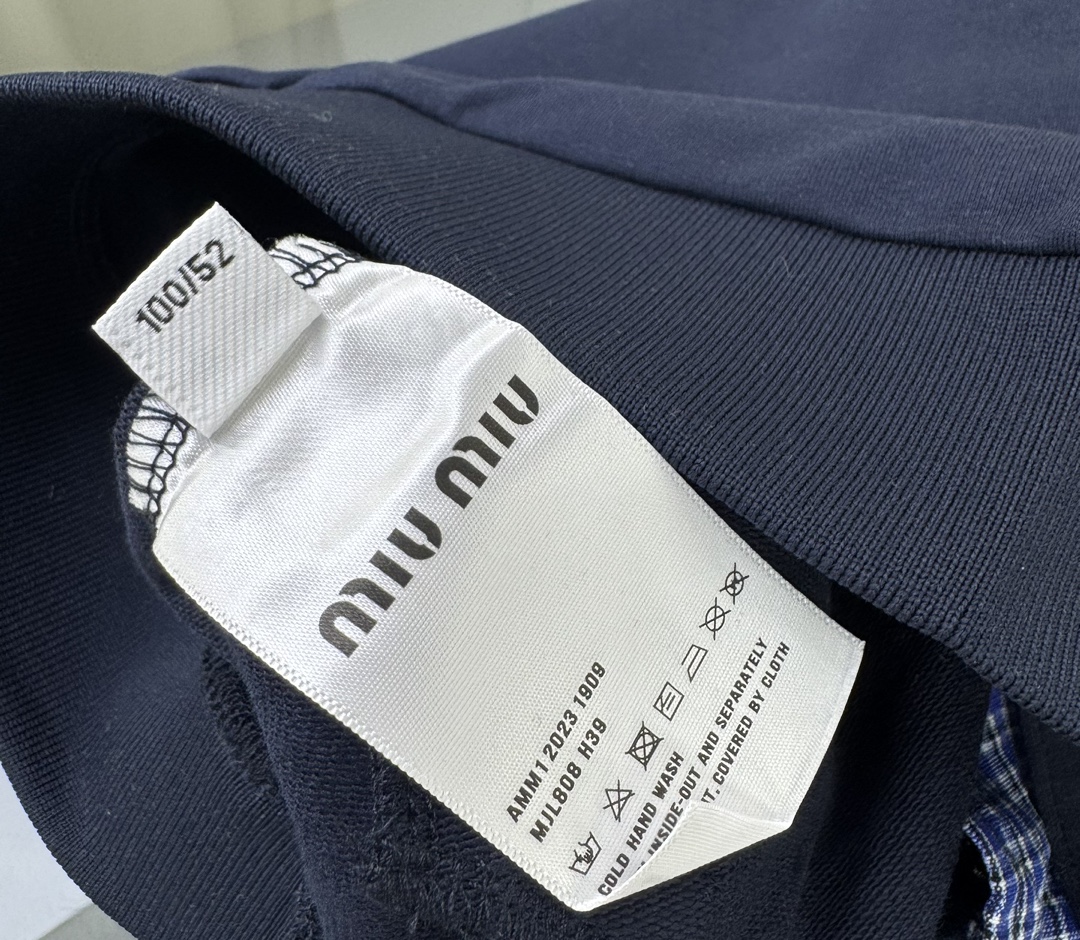 100/52
MIU MIU
AMM1 2023 1909
MJL808 H39
COLD HAND WASH
INSIDE-OUT AND SEPARATELY
COVERED BY CLOTH